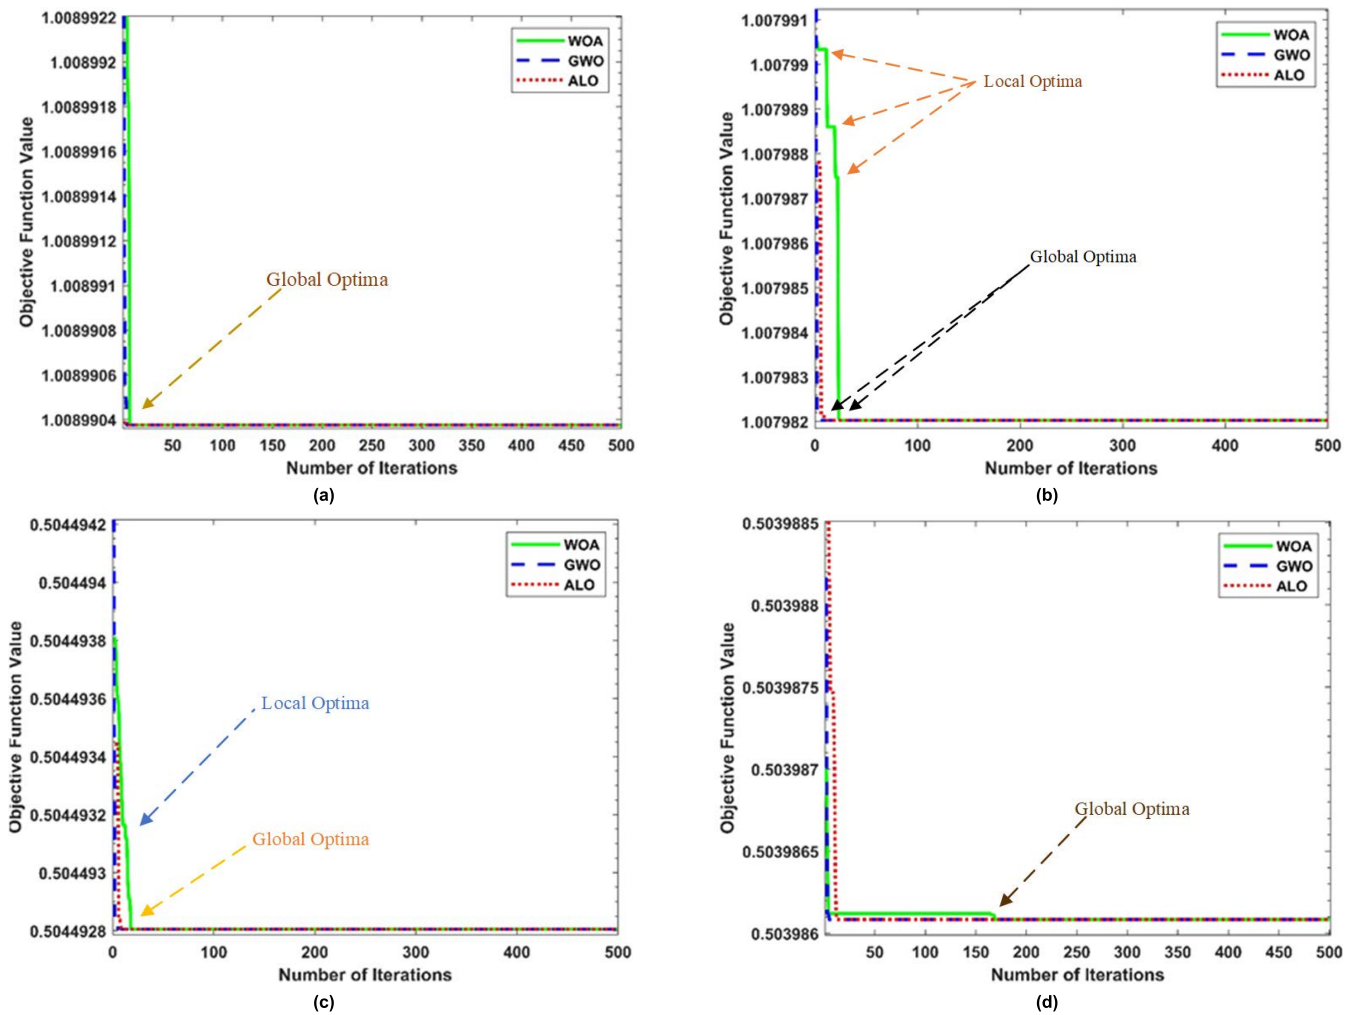 1.0089922
1.008992
1.0089918
1.0089916
1.0089914
1.0089912
1.008991
1.0089908
1.0089906
1.0089904
Objective Function Value
WOA
GWO
ALO
Global Optima
50 100 150 200 250 300 350 400 450 500
Number of Iterations
(a)
1.007991
1.00799
1.007989
1.007988
1.007987
1.007986
1.007985
1.007984
1.007983
1.007982
Objective Function Value
WOA
GWO
ALO
Local Optima
Global Optima
0 100 200 300 400 500
Number of Iterations
(b)
0.5044942
0.504494
0.5044938
0.5044936
0.5044934
0.5044932
0.504493
0.5044928
Objective Function Value
WOA
GWO
ALO
Local Optima
Global Optima
0 100 200 300 400 500
Number of Iterations
(c)
0.5039885
0.503988
0.5039875
0.503987
0.5039865
0.503986
Objective Function Value
WOA
GWO
ALO
Global Optima
50 100 150 200 250 300 350 400 450 500
Number of Iterations
(d)